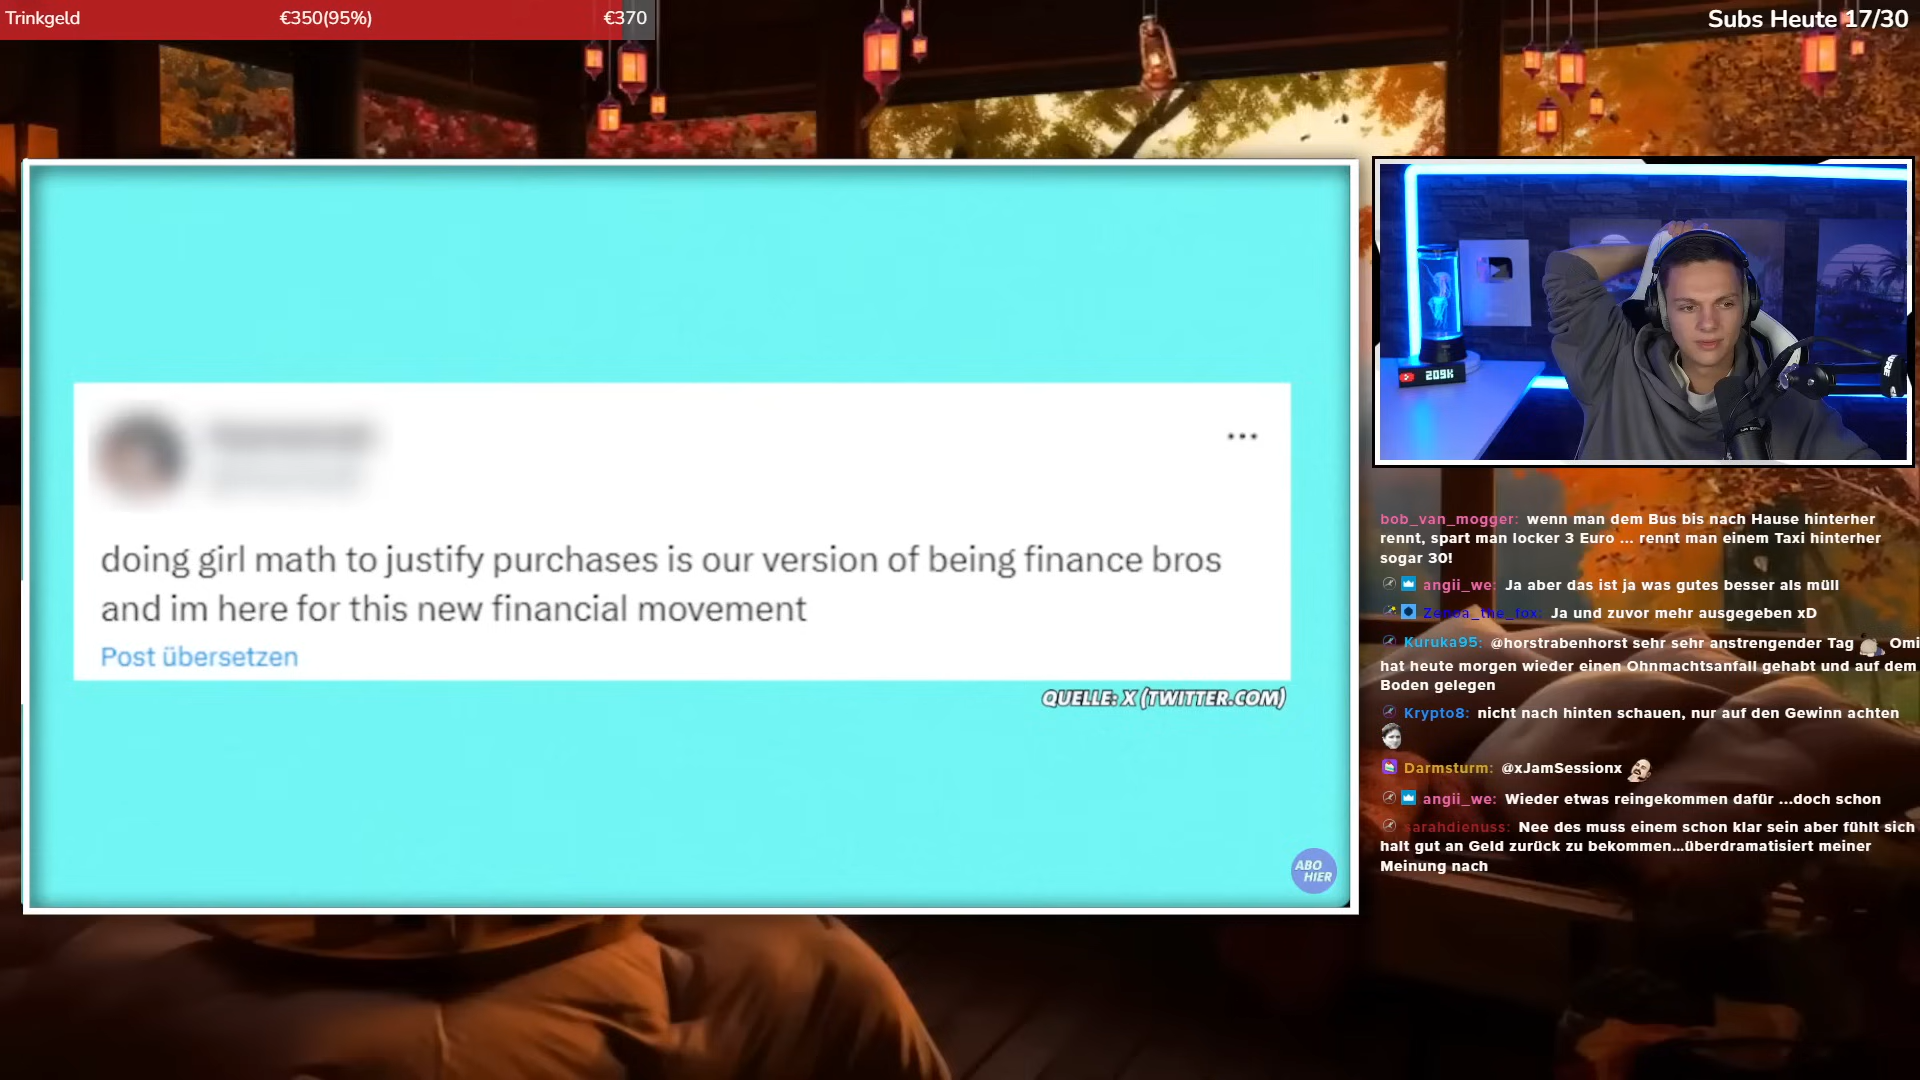 Trinkgeld €350(95%) €370
Subs Heute 17/30
doing girl math to justify purchases is our version of being finance bros
and im here for this new financial movement
Post übersetzen
QUELLE: X (TWITTER.COM)
ABO
HIER
209K
bob_van_mogger: wenn man dem Bus bis nach Hause hinterher
rennt, spart man locker 3 Euro ... rennt man einem Taxi hinterher
sogar 30!
angii_we: Ja aber das ist ja was gutes besser als müll
Zenoa_the_fox: Ja und zuvor mehr ausgegeben xD
Kuruka95: @horstrabenhorst sehr sehr anstrengender Tag Omi
hat heute morgen wieder einen Ohnmachtsanfall gehabt und auf dem
Boden gelegen
Krypto8: nicht nach hinten schauen, nur auf den Gewinn achten
Darmsturm: @xJamSessionx
angii_we: Wieder etwas reingekommen dafür ...doch schon
sarahdienuss: Nee des muss einem schon klar sein aber fühlt sich
halt gut an Geld zurück zu bekommen...überdramatisiert meiner
Meinung nach